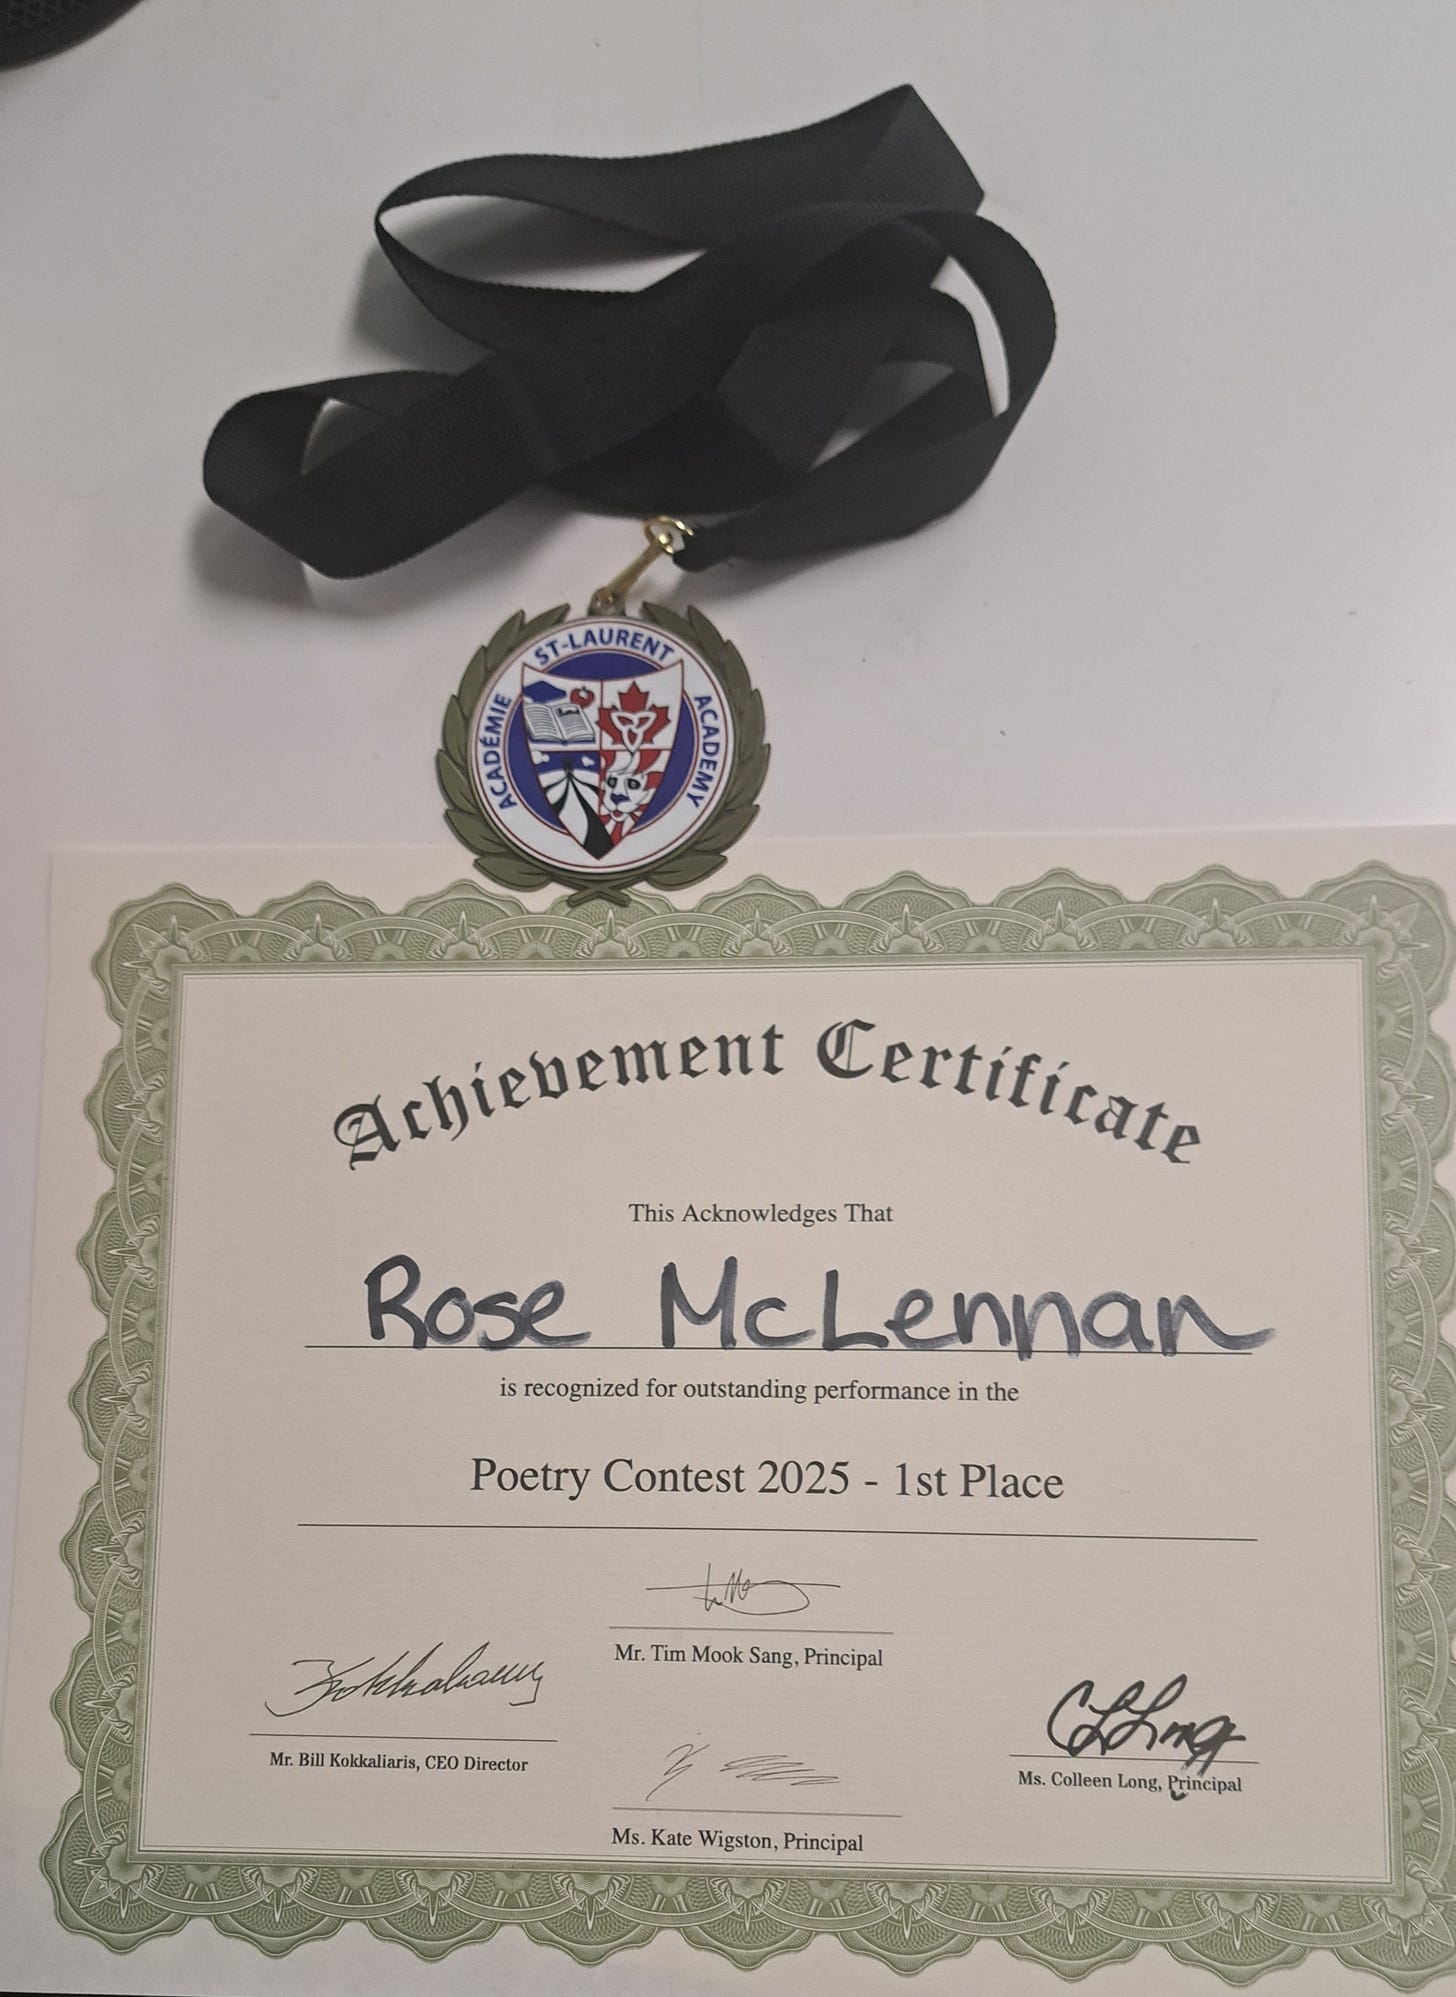 ACADÉMIE ST-LAURENT ACADEMY
Achievement Certificate
This Acknowledges That
Rose McLennan
is recognized for outstanding performance in the
Poetry Contest 2025 - 1st Place
Mr. Tim Mook Sang, Principal
Mr. Bill Kokkaliaris, CEO Director
Ms. Colleen Long, Principal
Ms. Kate Wigston, Principal